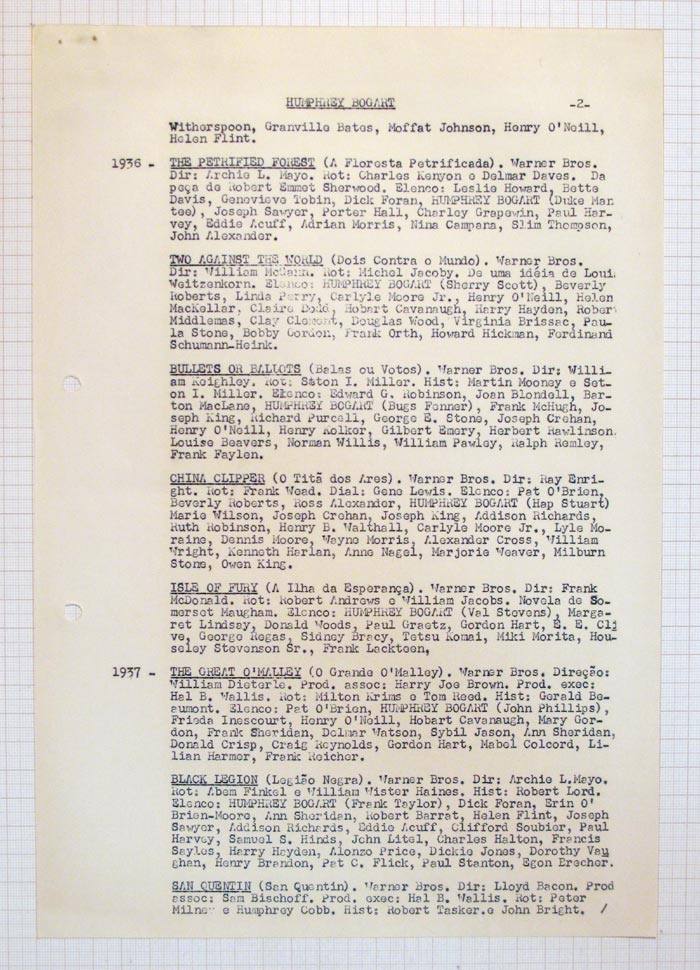 HUMPHREY BOGART -2-
Witherspoon, Granville Bates, Moffat Johnson, Henry O'Neill,
Helen Flint.
1936 - THE PETRIFIED FOREST (A Floresta Petrificada). Warner Bros.
Dir: Archie L. Mayo. Rot: Charles Kenyon e Delmar Daves. Da
peça de Robert Emmet Sherwood. Elenco: Leslie Howard, Bette
Davis, Genevieve Tobin, Dick Foran, HUMPHREY BOGART (Duke Man
tee), Joseph Sawyer, Porter Hall, Charley Grapewin, Paul Har-
vey, Eddie Acuff, Adrian Morris, Nina Campana, Slim Thompson,
John Alexander.
TWO AGAINST THE WORLD (Dois Contra o Mundo). Warner Bros.
Dir: William McGann. Rot: Michel Jacoby. De uma idéia de Loui
Weitzenkorn. Elenco: HUMPHREY BOGART (Sherry Scott), Beverly
Roberts, Linda Perry, Carlyle Moore Jr., Henry O'Neill, Helen
MacKellar, Claire Dodd, Hobart Cavanaugh, Harry Hayden, Rober
Middlemas, Clay Clement, Douglas Wood, Virginia Brissac, Pau-
la Stone, Bobby Gordon, Frank Orth, Howard Hickman, Ferdinand
Schumann-Heink.
BULLETS OR BALLOTS (Balas ou Votos). Warner Bros. Dir: Willi-
am Keighley. Rot: Seton I. Miller. Hist: Martin Mooney e Set-
on I. Miller. Elenco: Edward G. Robinson, Joan Blondell, Bar-
ton MacLane, HUMPHREY BOGART (Bugs Fenner), Frank McHugh, Jo-
seph King, Richard Purcell, George E. Stone, Joseph Crehan,
Henry O'Neill, Henry Kolker, Gilbert Emery, Herbert Rawlinson.
Louise Beavers, Norman Willis, William Pawley, Ralph Remley,
Frank Faylen.
CHINA CLIPPER (O Titã dos Ares). Warner Bros. Dir: Ray Enri-
ght. Rot: Frank Wead. Dial: Gene Lewis. Elenco: Pat O'Brien,
Beverly Roberts, Ross Alexander, HUMPHREY BOGART (Hap Stuart)
Marie Wilson, Joseph Crehan, Joseph King, Addison Richards,
Ruth Robinson, Henry B. Walthall, Carlyle Moore Jr., Lyle Mo-
raine, Dennis Moore, Wayne Morris, Alexander Cross, William
Wright, Kenneth Harlan, Anne Nagel, Marjorie Weaver, Milburn
Stone, Owen King.
ISLE OF FURY (A Ilha da Esperança). Warner Bros. Dir: Frank
McDonald. Rot: Robert Andrews e William Jacobs. Novela de So-
merset Maugham. Elenco: HUMPHREY BOGART (Val Stevens), Marga-
ret Lindsay, Donald Woods, Paul Graetz, Gordon Hart, E. E. Cli
ve, George Regas, Sidney Bracy, Tetsu Komai, Miki Morita, Hou-
seley Stevenson Sr., Frank Lackteen,
1937 - THE GREAT O'MALLEY (O Grande O'Malley). Warner Bros. Direção:
William Dieterle. Prod. assoc: Harry Joe Brown. Prod. exec:
Hal B. Wallis. Rot: Milton Krims e Tom Reed. Hist: Gerald Be-
aumont. Elenco: Pat O'Brien, HUMPHREY BOGART (John Phillips),
Frieda Inescourt, Henry O'Neill, Hobart Cavanaugh, Mary Gor-
don, Frank Sheridan, Delmar Watson, Sybil Jason, Ann Sheridan,
Donald Crisp, Craig Reynolds, Gordon Hart, Mabel Colcord, Li-
lian Harmer, Frank Reicher.
BLACK LEGION (Legião Negra). Warner Bros. Dir: Archie L.Mayo.
Rot: Abem Finkel e William Wister Haines. Hist: Robert Lord.
Elenco: HUMPHREY BOGART (Frank Taylor), Dick Foran, Erin O'
Brien-Moore, Ann Sheridan, Robert Barrat, Helen Flint, Joseph
Sawyer, Addison Richards, Eddie Acuff, Clifford Soubier, Paul
Harvey, Samuel S. Hinds, John Litel, Charles Halton, Francis
Sayles, Harry Hayden, Alonzo Price, Dickie Jones, Dorothy Vau
ghan, Henry Brandon, Pat C. Flick, Paul Stanton, Egon Brecher.
SAN QUENTIN (San Quentin). Warner Bros. Dir: Lloyd Bacon. Prod
assoc: Sam Bischoff. Prod. exec: Hal B. Wallis. Rot: Peter
Milney e Humphrey Cobb. Hist: Robert Tasker.e John Bright. /